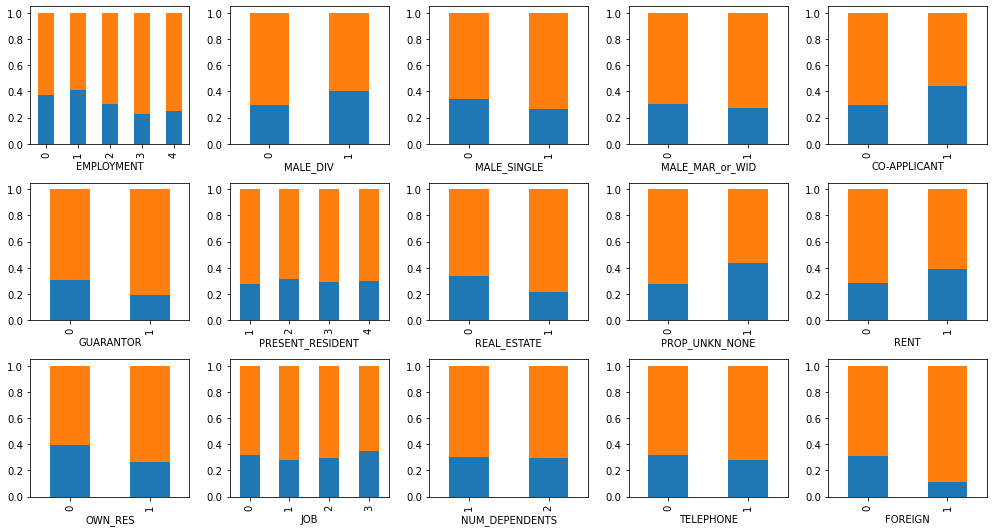 1.0 1.0 1.0 1.0 1.0
0.8 0.8 0.8 0.8 0.8
0.6 0.6 0.6 0.6 0.6
0.4 0.4 0.4 0.4 0.4
0.2 0.2 0.2 0.2 0.2
0.0 0.0 0.0 0.0 0.0
0 1 2 3 4 0 1 0 1 0 1 0 1
EMPLOYMENT MALE_DIV MALE_SINGLE MALE_MAR_or_WID CO-APPLICANT
1.0 1.0 1.0 1.0 1.0
0.8 0.8 0.8 0.8 0.8
0.6 0.6 0.6 0.6 0.6
0.4 0.4 0.4 0.4 0.4
0.2 0.2 0.2 0.2 0.2
0.0 0.0 0.0 0.0 0.0
0 1 1 2 3 4 0 1 0 1 0 1
GUARANTOR PRESENT_RESIDENT REAL_ESTATE PROP_UNKN_NONE RENT
1.0 1.0 1.0 1.0 1.0
0.8 0.8 0.8 0.8 0.8
0.6 0.6 0.6 0.6 0.6
0.4 0.4 0.4 0.4 0.4
0.2 0.2 0.2 0.2 0.2
0.0 0.0 0.0 0.0 0.0
0 1 0 1 2 3 1 2 0 1 0 1
OWN_RES JOB NUM_DEPENDENTS TELEPHONE FOREIGN